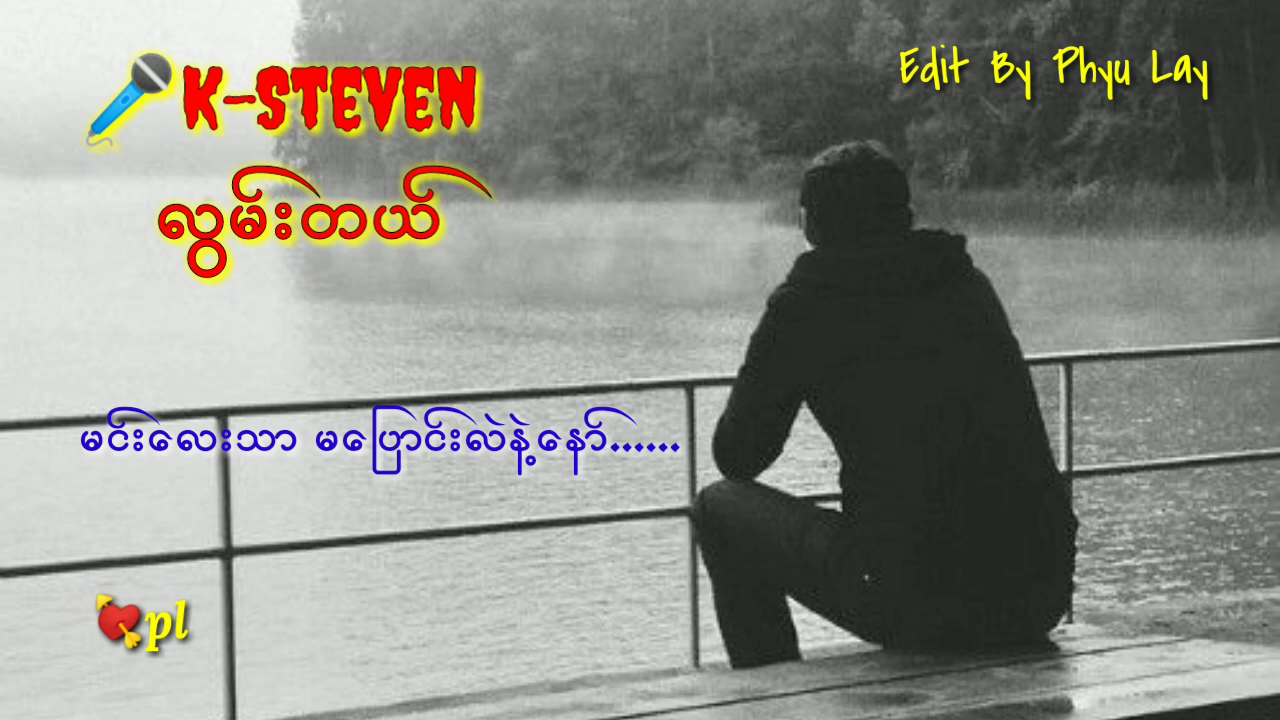 K-STEVEN
Edit By Phyu Lay
လွမ်းတယ်
မင်းလေးသာ မပြောင်းလဲနဲ့နော်......
pl